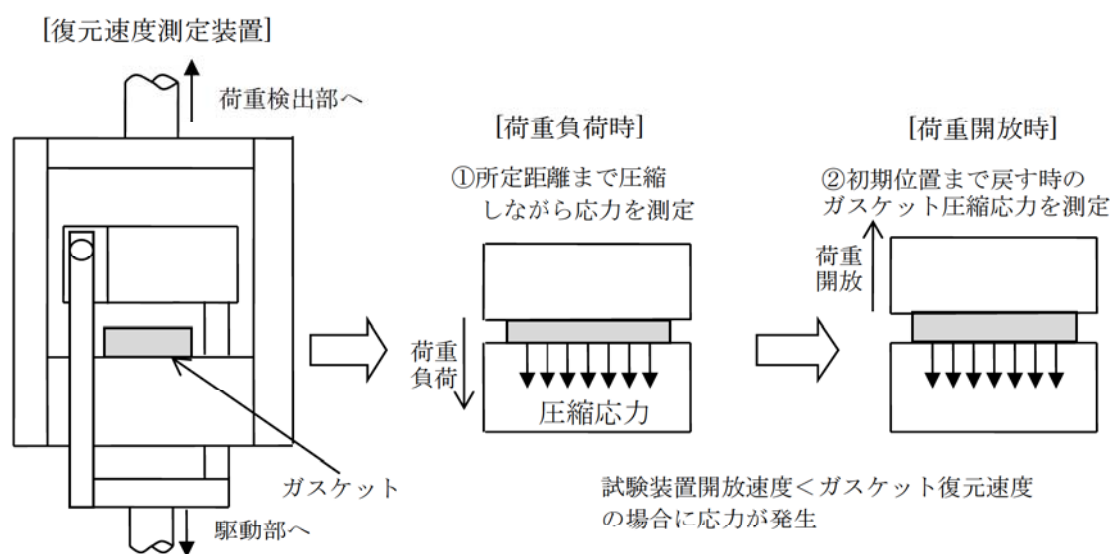 [復元速度測定装置]
荷重検出部へ
ガスケット
駆動部へ
[荷重負荷時]
①所定距離まで圧縮
しながら応力を測定
荷重
負荷
圧縮応力
[荷重開放時]
②初期位置まで戻す時の
ガスケット圧縮応力を測定
荷重
開放
試験装置開放速度<ガスケット復元速度
の場合に応力が発生